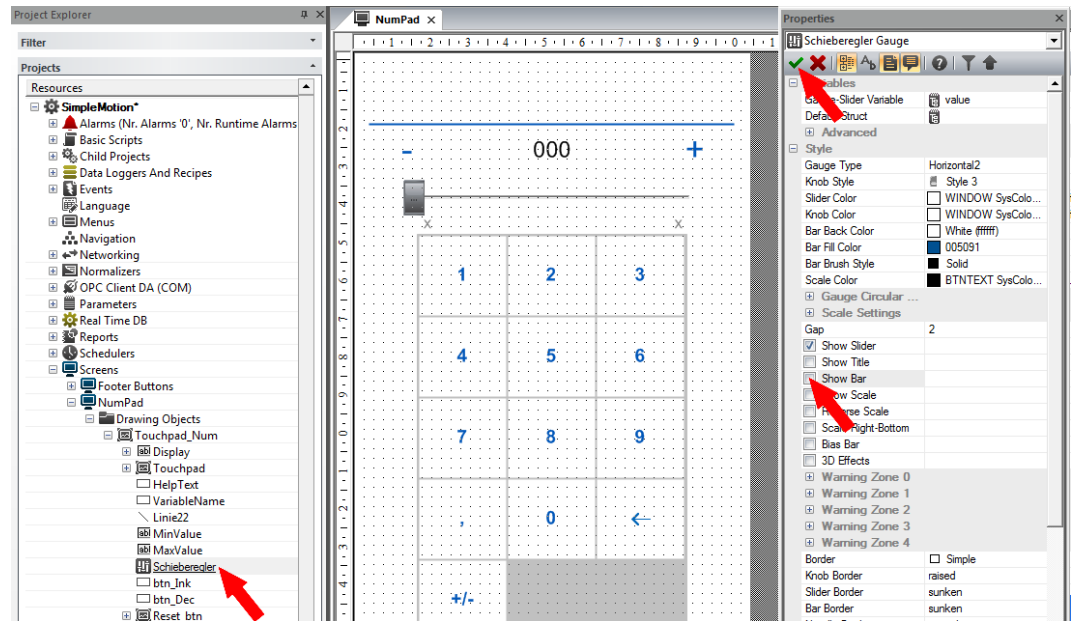 Project Explorer
Filter
Projects
Resources
SimpleMotion*
Alarms (Nr. Alarms '0', Nr. Runtime Alarms
Basic Scripts
Child Projects
Data Loggers And Recipes
Events
Language
Menus
Navigation
Networking
Normalizers
OPC Client DA (COM)
Parameters
Real Time DB
Reports
Schedulers
Screens
Footer Buttons
NumPad
Drawing Objects
Touchpad_Num
Display
Touchpad
HelpText
VariableName
Linie22
MinValue
MaxValue
Schieberegler
btn_Ink
btn_Dec
Reset_btn
NumPad
- 000 +
x x
1 2 3
4 5 6
7 8 9
, 0 ←
+/-
Properties
Schieberegler Gauge
Variables
Gauge-Slider Variable value
Default Struct
Advanced
Style
Gauge Type Horizontal2
Knob Style Style 3
Slider Color WINDOW SysColo...
Knob Color WINDOW SysColo...
Bar Back Color White (ffffff)
Bar Fill Color 005091
Bar Brush Style Solid
Scale Color BTNTEXT SysColo...
Gauge Circular ...
Scale Settings
Gap 2
Show Slider
Show Title
Show Bar
Show Scale
Reverse Scale
Scale Right-Bottom
Bias Bar
3D Effects
Warning Zone 0
Warning Zone 1
Warning Zone 2
Warning Zone 3
Warning Zone 4
Border Simple
Knob Border raised
Slider Border sunken
Bar Border sunken